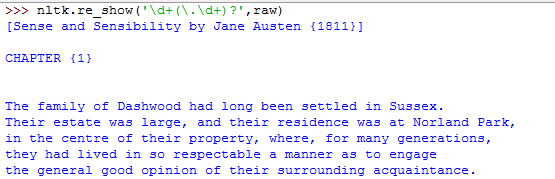 >>> nltk.re_show('\d+(\.\d+)?',raw)
[Sense and Sensibility by Jane Austen {1811}]
CHAPTER {1}
The family of Dashwood had long been settled in Sussex.
Their estate was large, and their residence was at Norland Park,
in the centre of their property, where, for many generations,
they had lived in so respectable a manner as to engage
the general good opinion of their surrounding acquaintance.